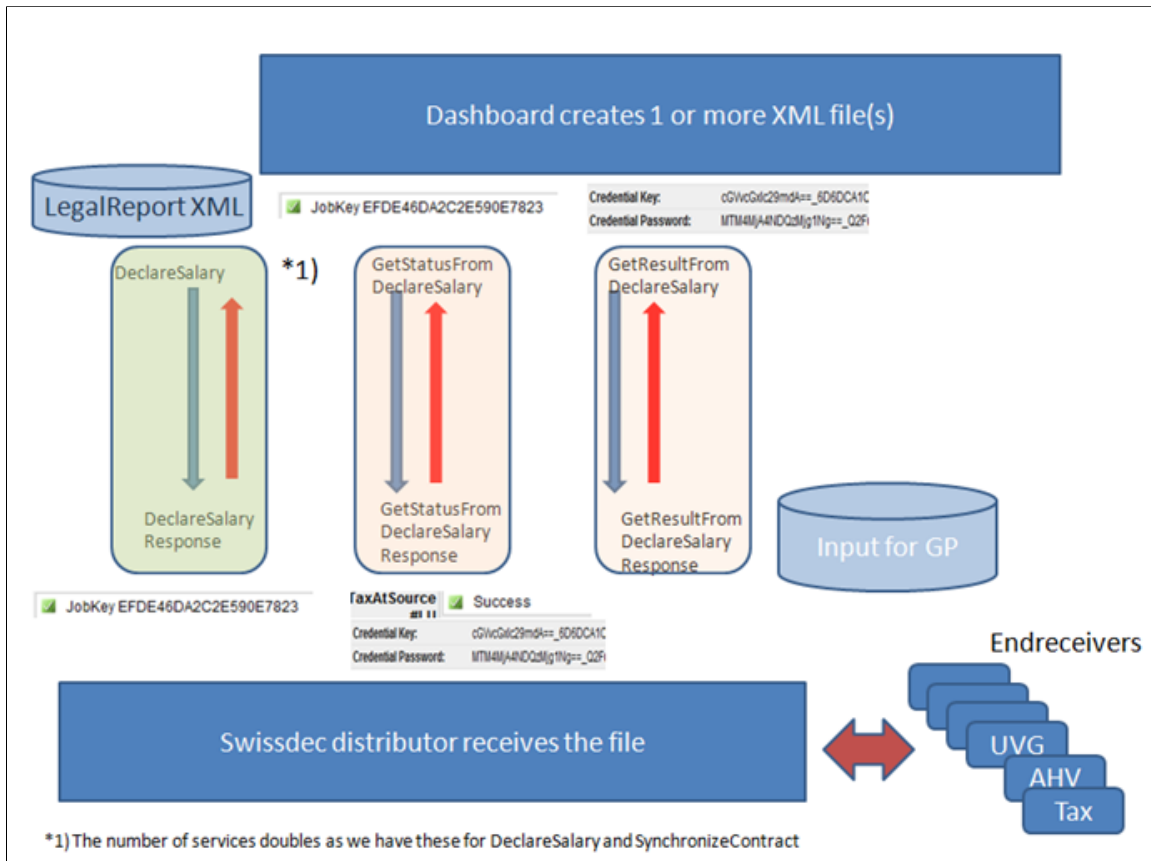 Dashboard creates 1 or more XML file(s)
LegalReport XML
JobKey EFDE46DA2C2E590E7823
Credential Key:
Credential Password:
DeclareSalary
*1)
GetStatusFrom
DeclareSalary
GetResultFrom
DeclareSalary
DeclareSalary
Response
GetStatusFrom
DeclareSalary
Response
GetResultFrom
DeclareSalary
Response
Input for GP
JobKey EFDE46DA2C2E590E7823
TaxAtSource
Success
Credential Key:
Credential Password:
Endreceivers
Swissdec distributor receives the file
UVG
AHV
Tax
*1) The number of services doubles as we have these for DeclareSalary and SynchronizeContract